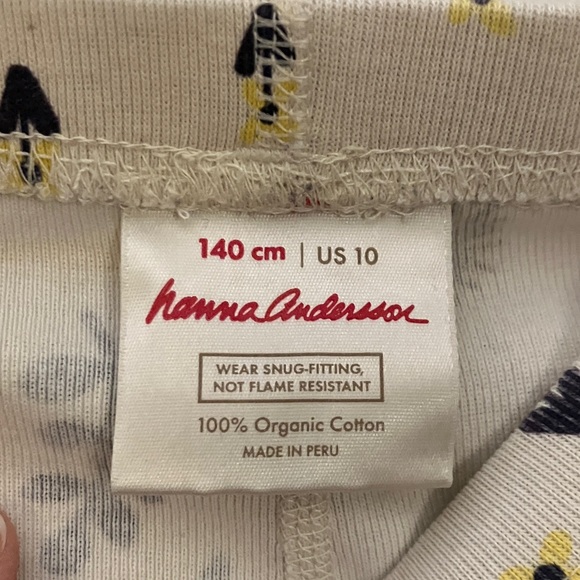 140 cm | US 10
hanna andersson
WEAR SNUG-FITTING,
NOT FLAME RESISTANT
100% Organic Cotton
MADE IN PERU